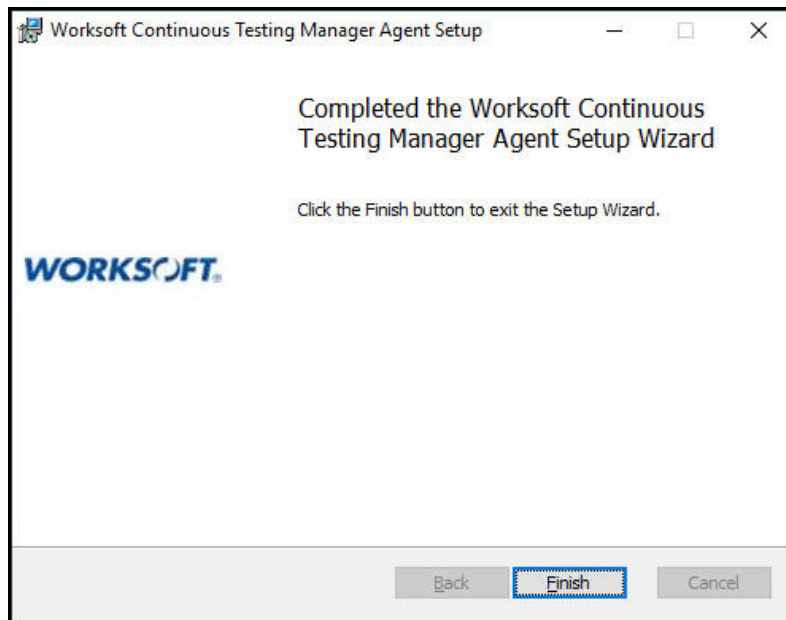 Worksoft Continuous Testing Manager Agent Setup
Completed the Worksoft Continuous
Testing Manager Agent Setup Wizard
Click the Finish button to exit the Setup Wizard.
WORKSOFT®
Back
Finish
Cancel